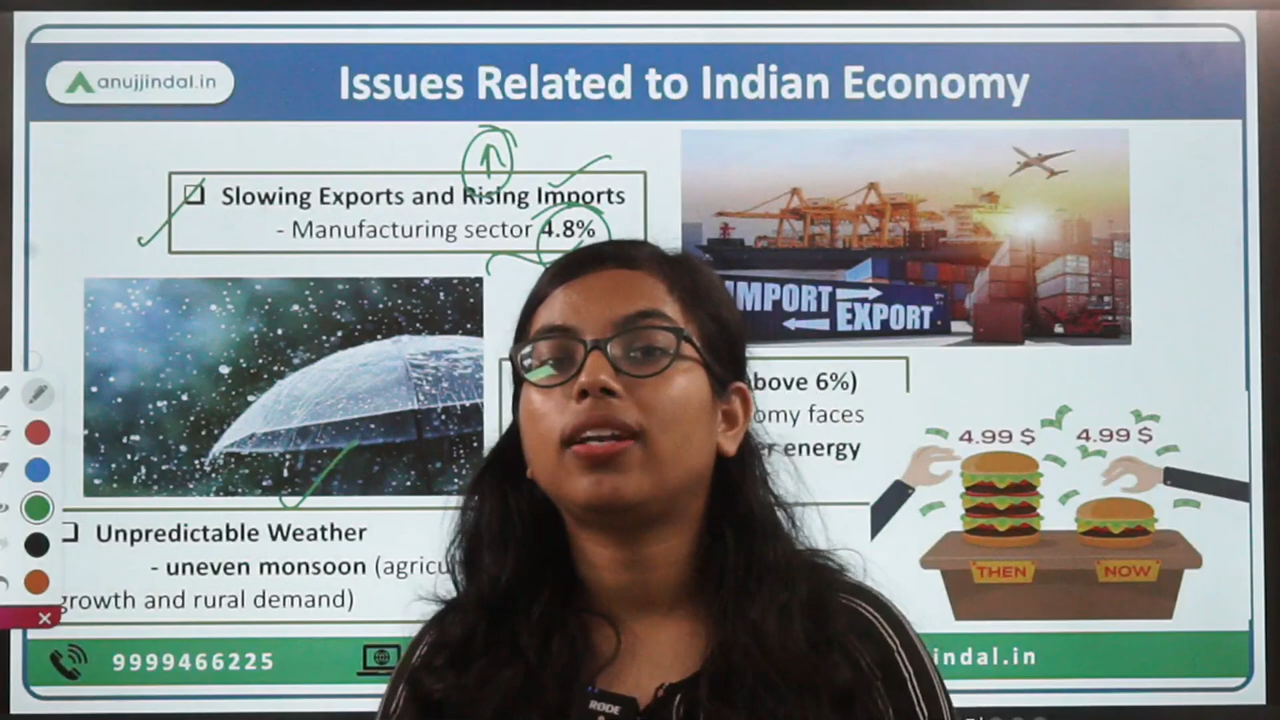 anujjindal.in
Issues Related to Indian Economy
Slowing Exports and Rising Imports
- Manufacturing sector 4.8%
IMPORT
EXPORT
bove 6%)
omy faces
energy
4.99 $ 4.99 $
THEN NOW
Unpredictable Weather
- uneven monsoon (agricu
growth and rural demand)
9999466225
indal.in
RODE